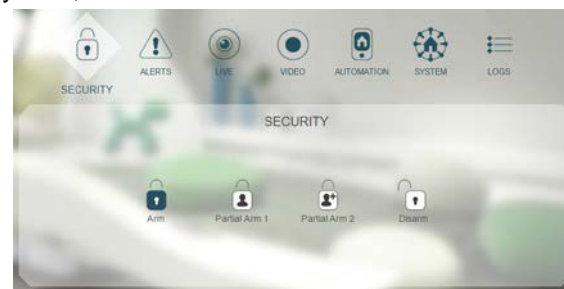 SECURITY
ALERTS
LIVE
VIDEO
AUTOMATION
SYSTEM
LOGS
SECURITY
Arm
Partial Arm 1
Partial Arm 2
Disarm